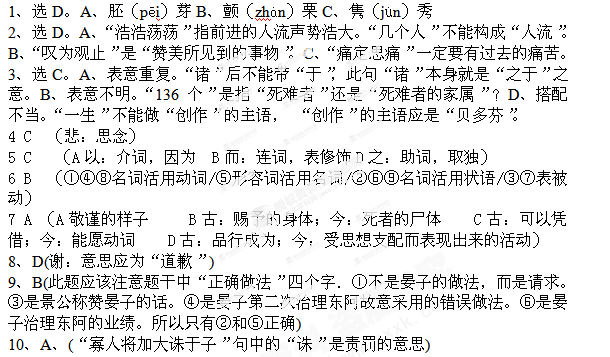 1、选 D。A、胚（pēi）芽 B、颤（zhàn）栗 C、隽（jùn）秀
2、选 D。A、“浩浩荡荡”指前进的人流声势浩大。“几个人”不能构成“人流”。
B、“叹为观止”是“赞美所见到的事物”。C、“痛定思痛”一定要有过去的痛苦。
3、选 C。A、表意重复。“诸”后不能带“于”，此句“诸”本身就是“之于”之
意。B、表意不明。“136 个”是指“死难者”还是“死难者的家属”？D、搭配
不当。“一生”不能做“创作”的主语， “创作”的主语应是“贝多芬”。
4 C （悲：思念）
5 C （A 以：介词，因为 B 而：连词，表修饰 D 之：助词，取独）
6 B （①④⑧名词活用动词/⑤形容词活用名词/②⑥⑨名词活用状语/③⑦表被
动）
7 A （A 敬谨的样子 B 古：赐予的身体；今：死者的尸体 C 古：可以凭
借；今：能愿动词 D 古：品行成为；今：受思想支配而表现出来的活动）
8、D(谢：意思应为“道歉”)
9、B(此题应该注意题干中“正确做法”四个字．①不是晏子的做法，而是请求。
③是景公称赞晏子的话。④是晏子第二次治理东阿故意采用的错误做法。⑥是晏
子治理东阿的业绩。所以只有②和⑤正确)
10、A、(“寡人将加大诛于子”句中的“诛”是责罚的意思)